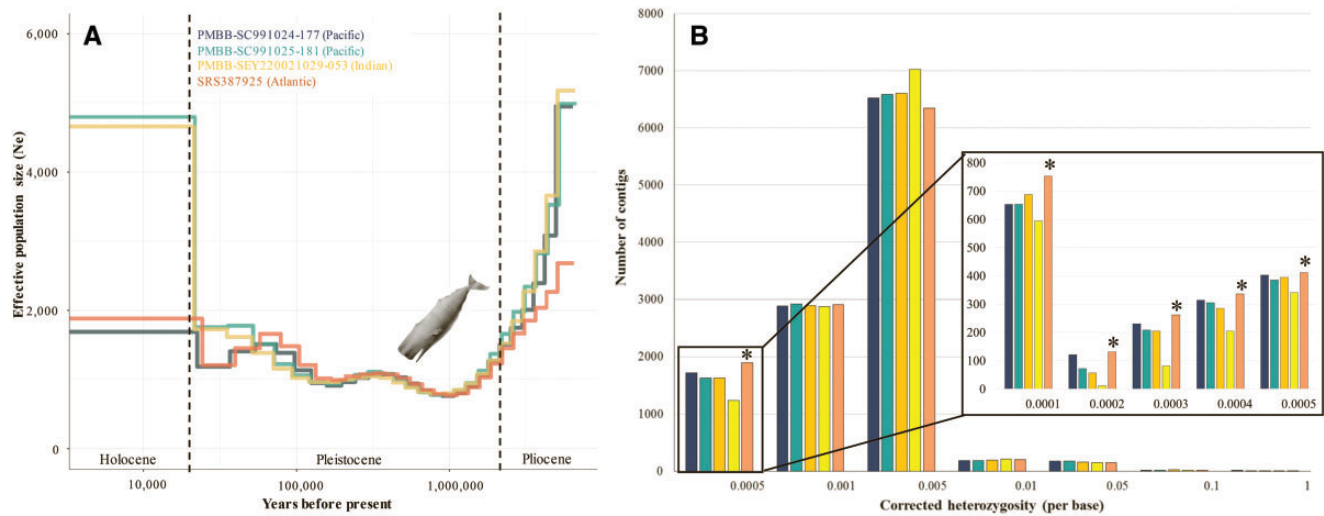 A
6,000
4,000
2,000
0
Effective population size (Ne)
PMBB-SC991024-177 (Pacific)
PMBB-SC991025-181 (Pacific)
PMBB-SEY220021029-053 (Indian)
SRS387925 (Atlantic)
Holocene Pleistocene Pliocene
10,000 100,000 1,000,000
Years before present
B
8000
7000
6000
5000
4000
3000
2000
1000
0
Number of contigs
*
0.0005 0.001 0.005 0.01 0.05 0.1 1
Corrected heterozygosity (per base)
800
700
600
500
400
300
200
100
0
* * * * *
0.0001 0.0002 0.0003 0.0004 0.0005